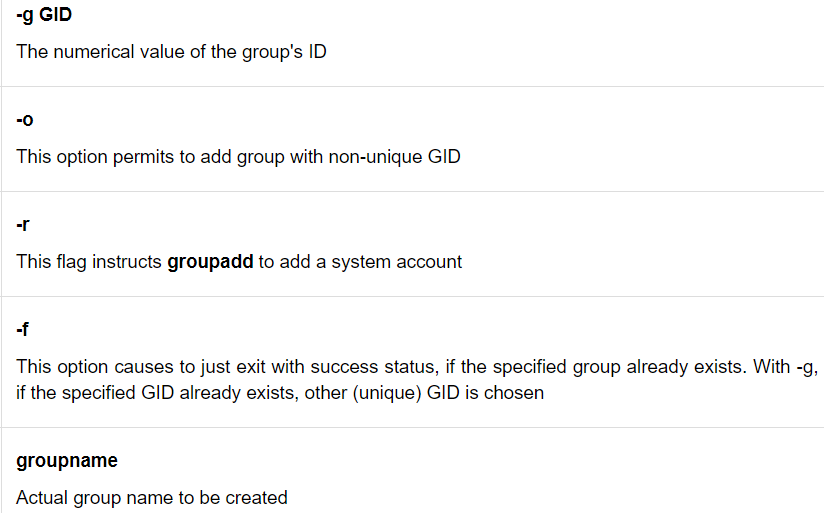 -g GID
The numerical value of the group's ID
-o
This option permits to add group with non-unique GID
-r
This flag instructs groupadd to add a system account
-f
This option causes to just exit with success status, if the specified group already exists. With -g,
if the specified GID already exists, other (unique) GID is chosen
groupname
Actual group name to be created